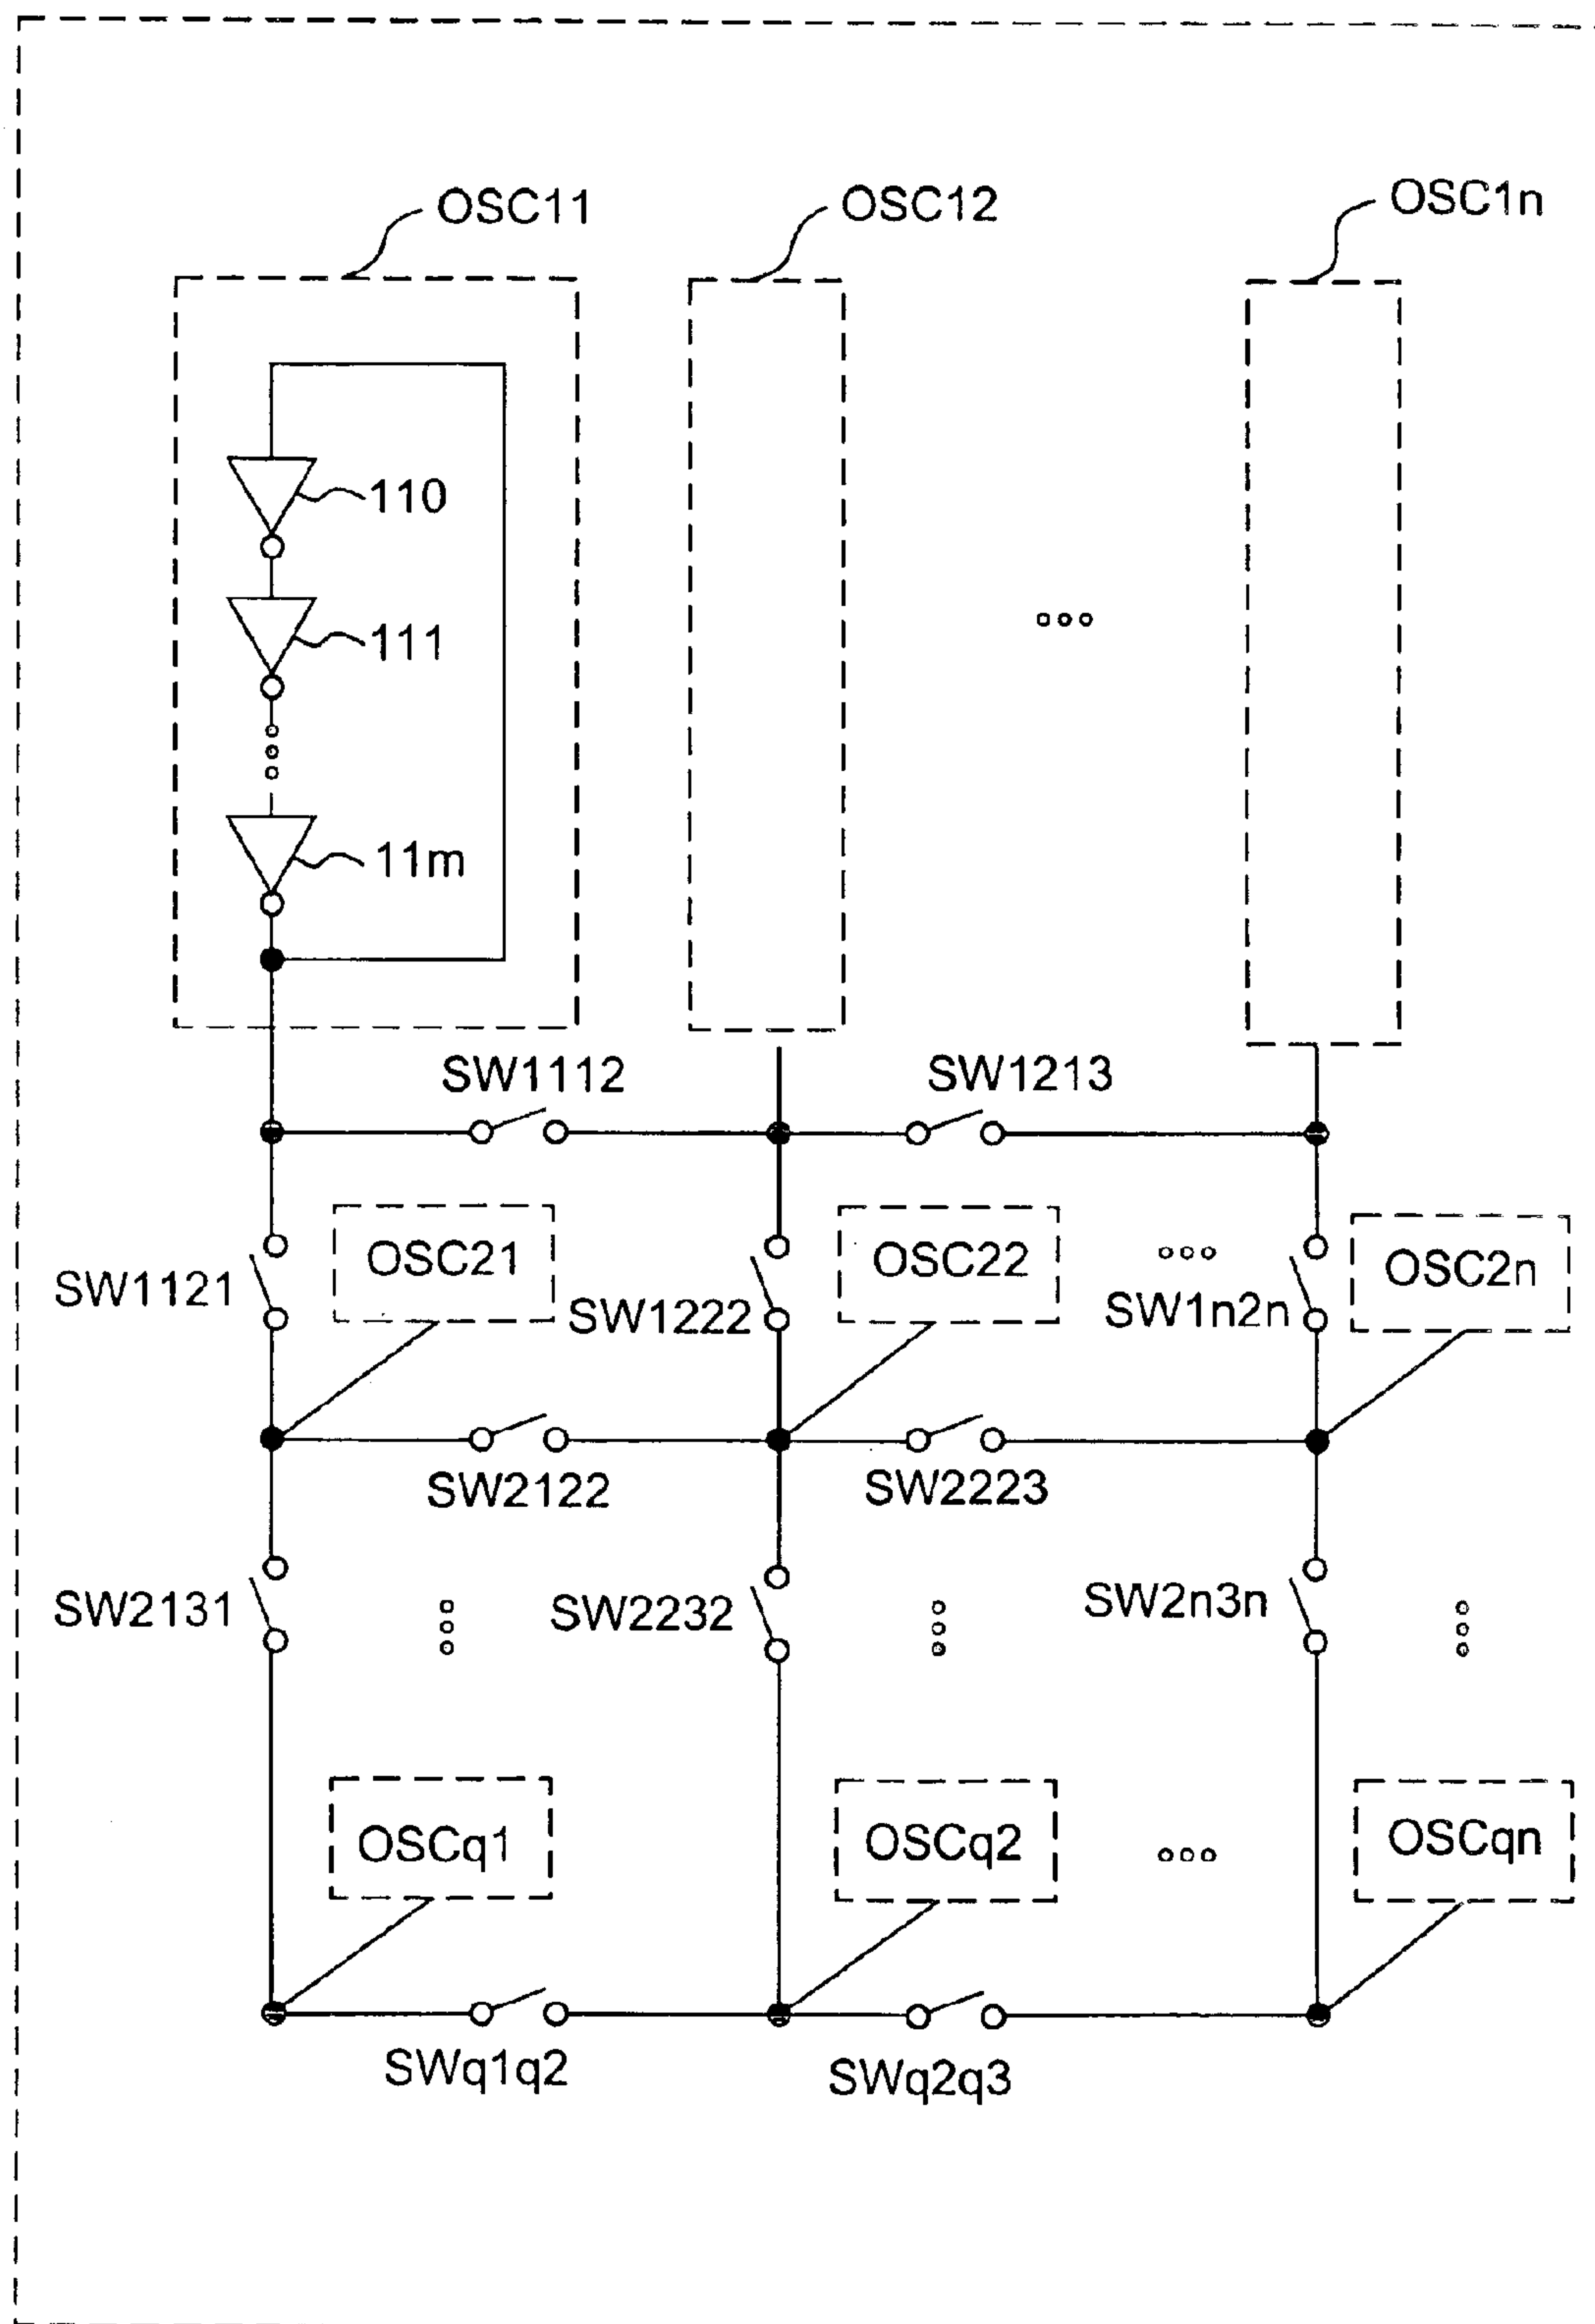 OSC11
OSC12
OSC1n
110
111
11m
SW1112
SW1213
OSC21
OSC22
OSC2n
SW1121
SW1222
SW1n2n
SW2122
SW2223
SW2131
SW2232
SW2n3n
OSCq1
OSCq2
OSCqn
SWq1q2
SWq2q3